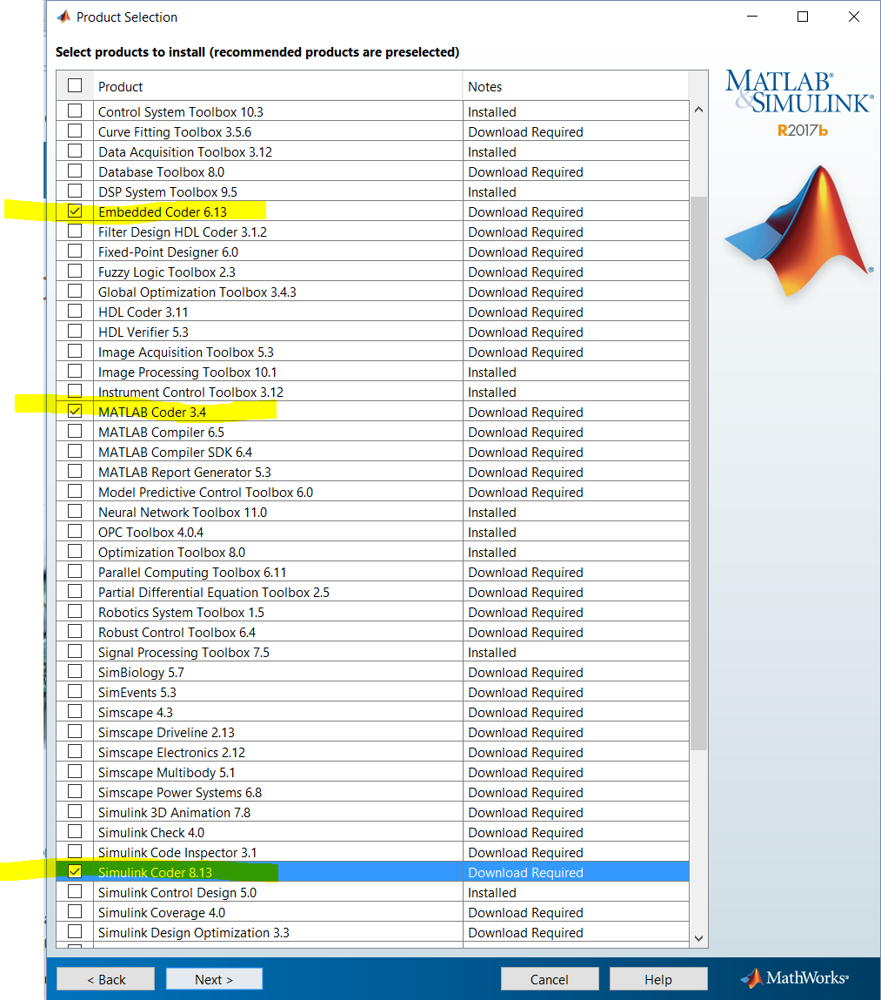 Product Selection
Select products to install (recommended products are preselected)
Product Notes
Control System Toolbox 10.3 Installed
Curve Fitting Toolbox 3.5.6 Download Required
Data Acquisition Toolbox 3.12 Installed
Database Toolbox 8.0 Download Required
DSP System Toolbox 9.5 Installed
Embedded Coder 6.13 Download Required
Filter Design HDL Coder 3.1.2 Download Required
Fixed-Point Designer 6.0 Download Required
Fuzzy Logic Toolbox 2.3 Download Required
Global Optimization Toolbox 3.4.3 Download Required
HDL Coder 3.11 Download Required
HDL Verifier 5.3 Download Required
Image Acquisition Toolbox 5.3 Download Required
Image Processing Toolbox 10.1 Installed
Instrument Control Toolbox 3.12 Installed
MATLAB Coder 3.4 Download Required
MATLAB Compiler 6.5 Download Required
MATLAB Compiler SDK 6.4 Download Required
MATLAB Report Generator 5.3 Download Required
Model Predictive Control Toolbox 6.0 Download Required
Neural Network Toolbox 11.0 Installed
OPC Toolbox 4.0.4 Installed
Optimization Toolbox 8.0 Installed
Parallel Computing Toolbox 6.11 Download Required
Partial Differential Equation Toolbox 2.5 Download Required
Robotics System Toolbox 1.5 Download Required
Robust Control Toolbox 6.4 Download Required
Signal Processing Toolbox 7.5 Installed
SimBiology 5.7 Download Required
SimEvents 5.3 Download Required
Simscape 4.3 Download Required
Simscape Driveline 2.13 Download Required
Simscape Electronics 2.12 Download Required
Simscape Multibody 5.1 Download Required
Simscape Power Systems 6.8 Download Required
Simulink 3D Animation 7.8 Download Required
Simulink Check 4.0 Download Required
Simulink Code Inspector 3.1 Download Required
Simulink Coder 8.13 Download Required
Simulink Control Design 5.0 Installed
Simulink Coverage 4.0 Download Required
Simulink Design Optimization 3.3 Download Required
MATLAB®
&SIMULINK®
R2017b
®
< Back Next > Cancel Help MathWorks®